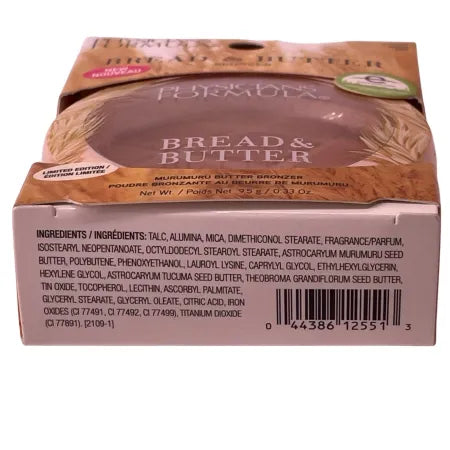 FORMULA
BREAD & BUTTER
BRONZER
NEW
NOUVEAU
PHYSICIANS
FORMULA®
BREAD &
BUTTER
LIMITED EDITION /
ÉDITION LIMITÉE
MURUMURU BUTTER BRONZER
POUDRE BRONZANTE AU BEURRE DE MURUMURU
Net Wt. / Poids Net 9.5 g / 0.33 Oz.
INGREDIENTS / INGRÉDIENTS: TALC, ALUMINA, MICA, DIMETHICONOL STEARATE, FRAGRANCE/PARFUM,
ISOSTEARYL NEOPENTANOATE, OCTYLDODECYL STEAROYL STEARATE, ASTROCARYUM MURUMURU SEED
BUTTER, POLYBUTENE, PHENOXYETHANOL, LAUROYL LYSINE, CAPRYLYL GLYCOL, ETHYLHEXYLGLYCERIN,
HEXYLENE GLYCOL, ASTROCARYUM TUCUMA SEED BUTTER, THEOBROMA GRANDIFLORUM SEED BUTTER,
TIN OXIDE, TOCOPHEROL, LECITHIN, ASCORBYL PALMITATE,
GLYCERYL STEARATE, GLYCERYL OLEATE, CITRIC ACID, IRON
OXIDES (CI 77491, CI 77492, CI 77499), TITANIUM DIOXIDE
(CI 77891). [2109-1]
0 44386 12551 3